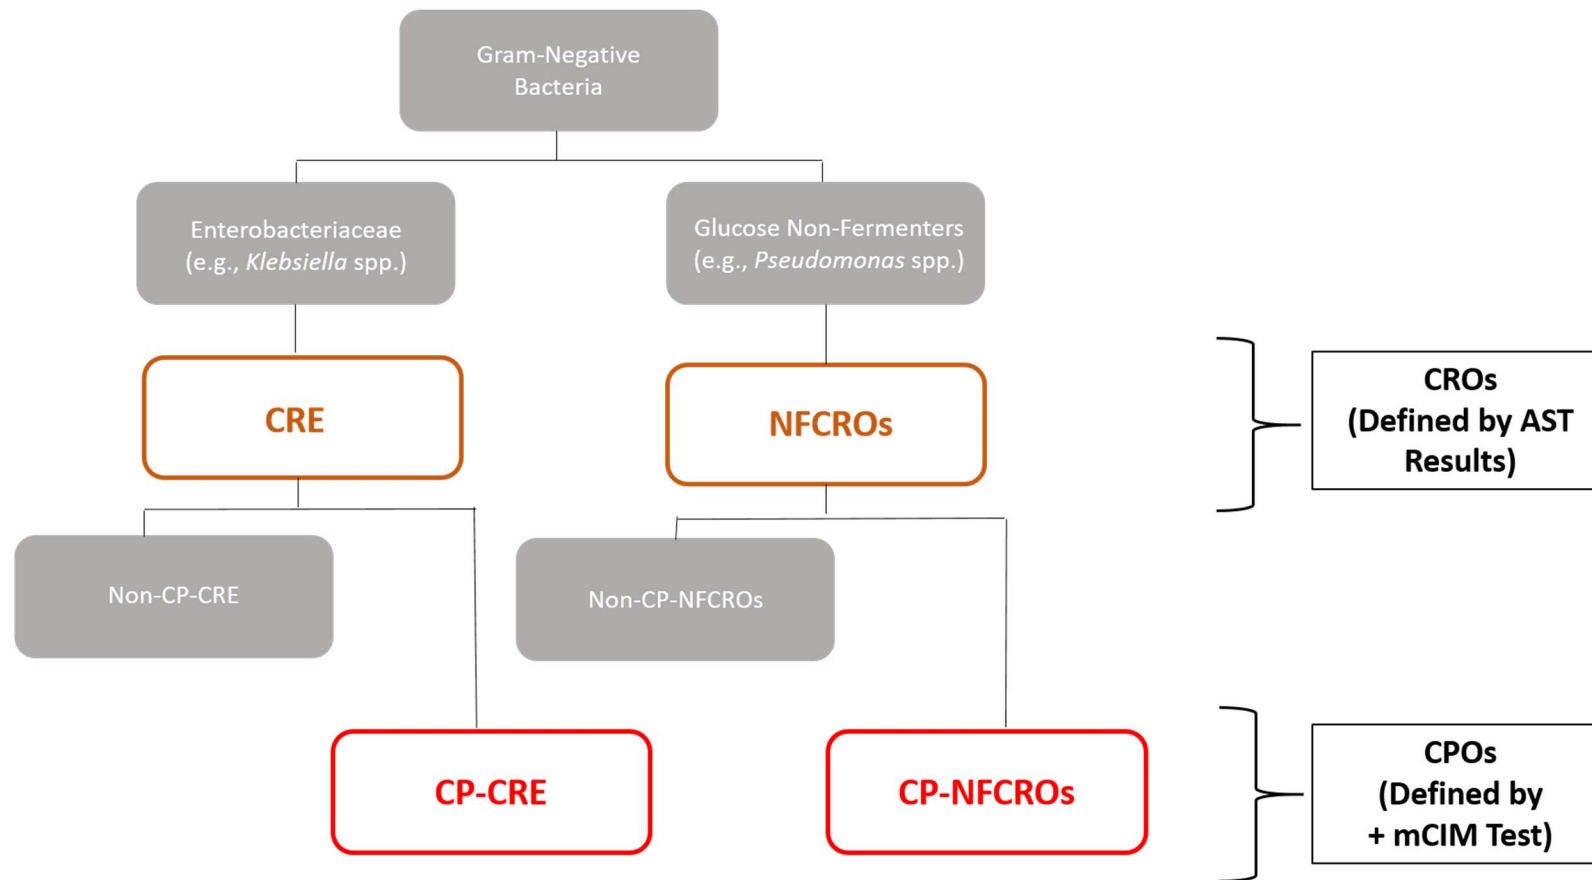 Gram-Negative
Bacteria
Enterobacteriaceae
(e.g., Klebsiella spp.)
Glucose Non-Fermenters
(e.g., Pseudomonas spp.)
CRE
NFCROs
CROs
(Defined by AST
Results)
Non-CP-CRE
Non-CP-NFCROs
CP-CRE
CP-NFCROs
CPOs
(Defined by
+ mCIM Test)